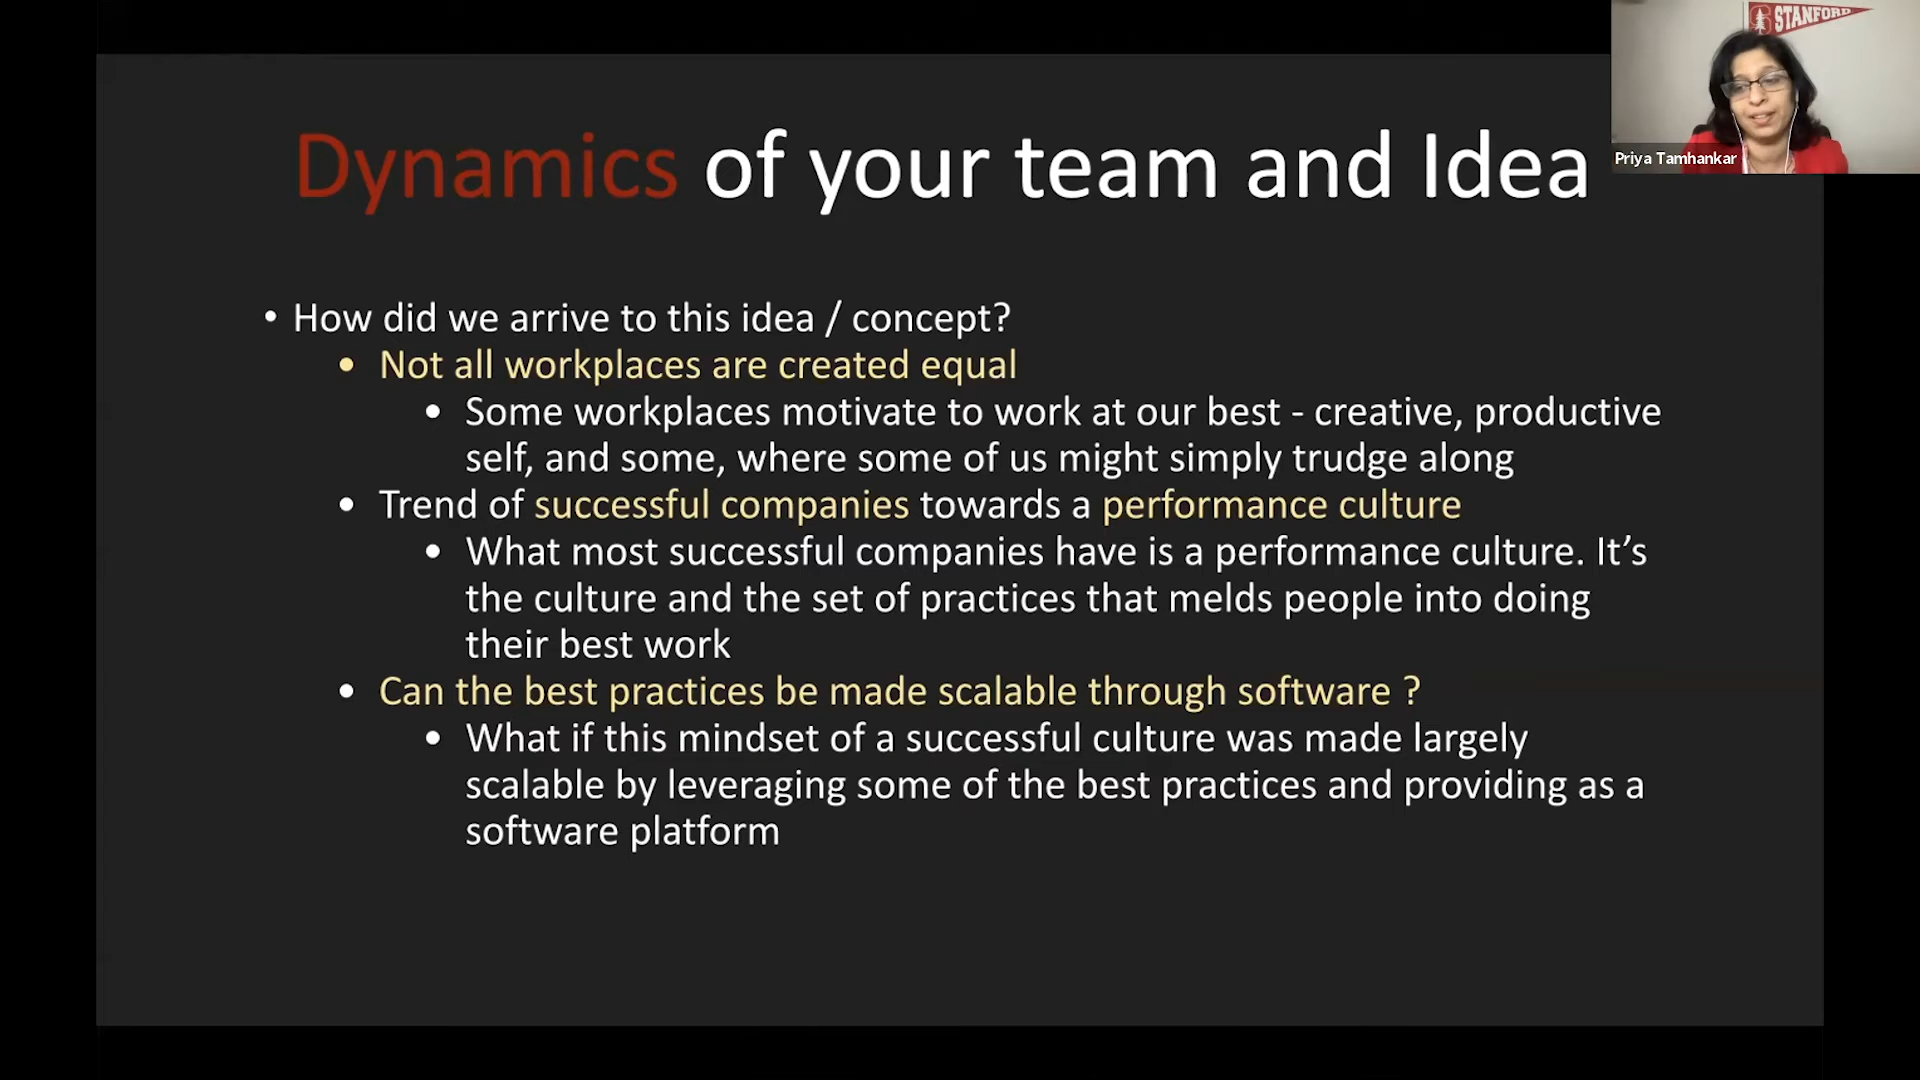 STANFORD
Priya Tamhankar
Dynamics of your team and Idea
• How did we arrive to this idea / concept?
• Not all workplaces are created equal
• Some workplaces motivate to work at our best - creative, productive
self, and some, where some of us might simply trudge along
• Trend of successful companies towards a performance culture
• What most successful companies have is a performance culture. It’s
the culture and the set of practices that melds people into doing
their best work
• Can the best practices be made scalable through software ?
• What if this mindset of a successful culture was made largely
scalable by leveraging some of the best practices and providing as a
software platform